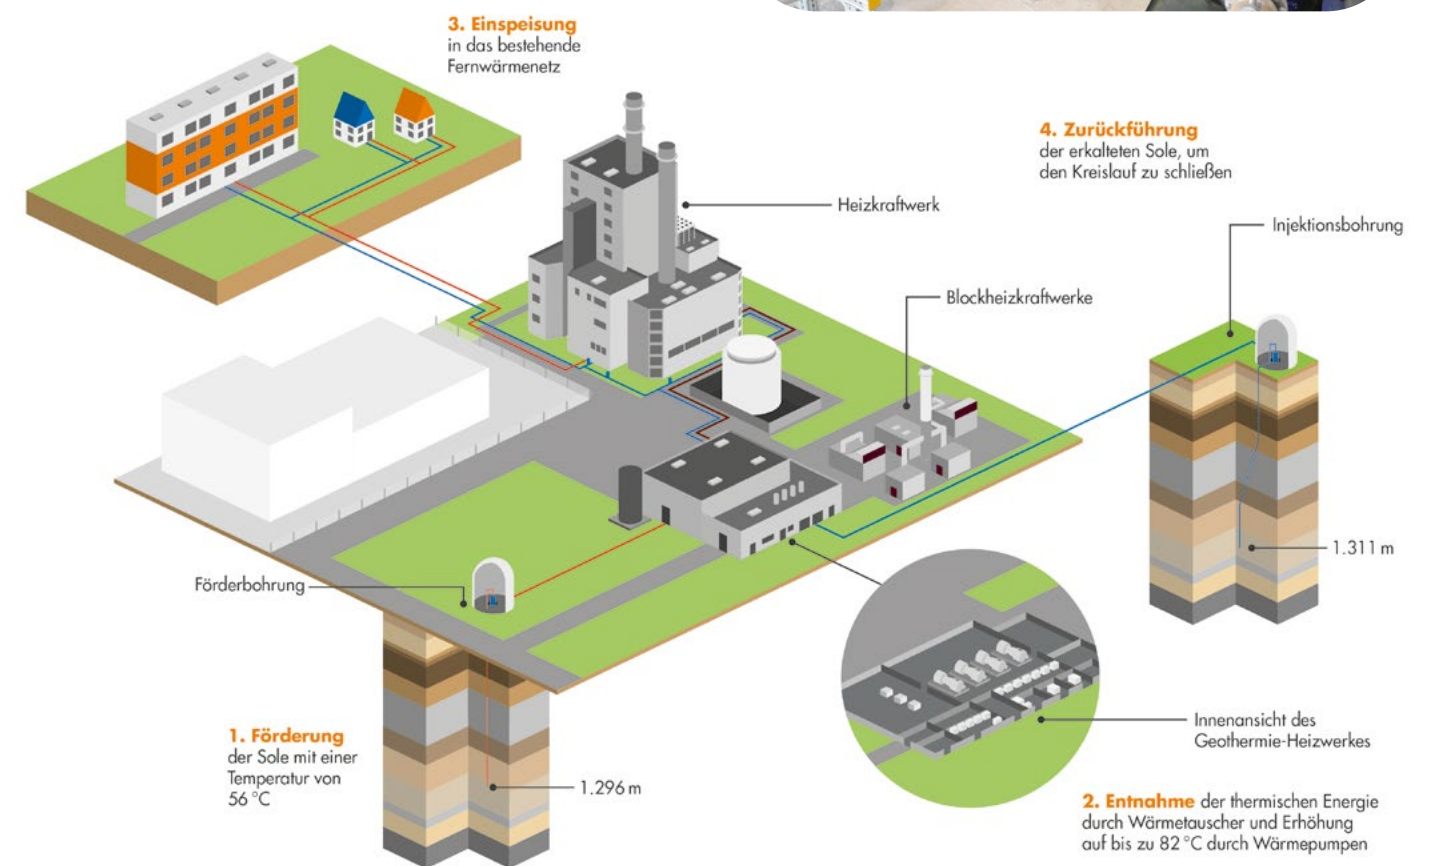 3. Einspeisung
in das bestehende
Fernwärmenetz
4. Zurückführung
der erkalteten Sole, um
den Kreislauf zu schließen
Heizkraftwerk
Injektionsbohrung
Blockheizkraftwerke
1.311 m
Förderbohrung
1. Förderung
der Sole mit einer
Temperatur von
56 °C
1.296 m
Innenansicht des
Geothermie-Heizwerkes
2. Entnahme der thermischen Energie
durch Wärmetauscher und Erhöhung
auf bis zu 82 °C durch Wärmepumpen